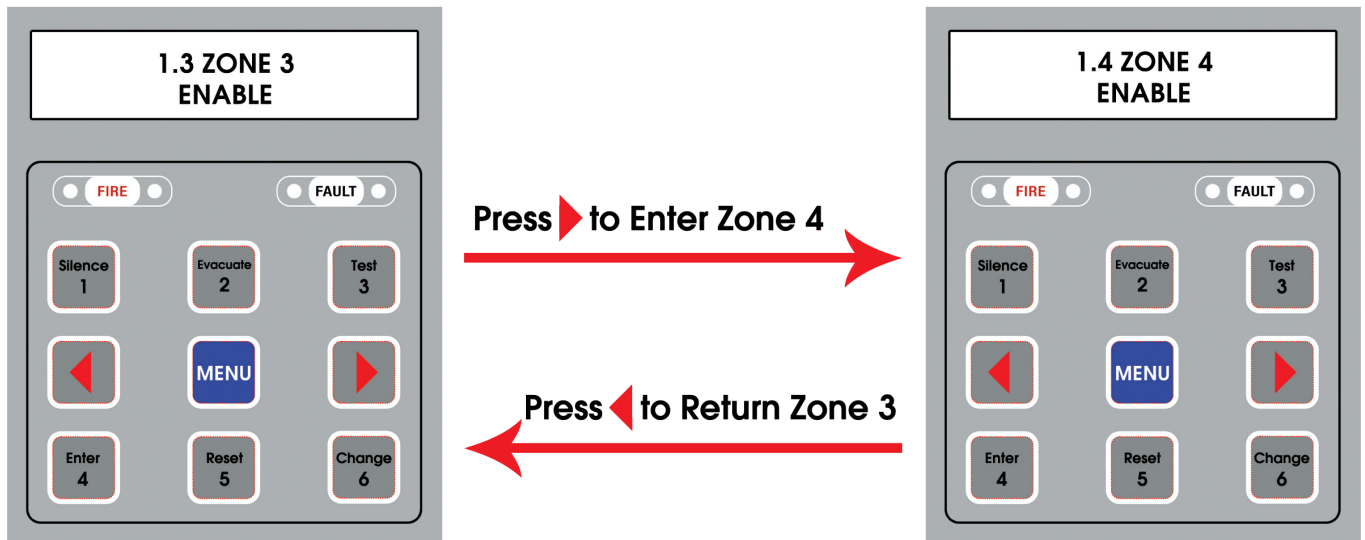 1.3 ZONE 3
ENABLE
FIRE
FAULT
Silence
1
Evacuate
2
Test
3
MENU
Enter
4
Reset
5
Change
6
Press to Enter Zone 4
Press to Return Zone 3
1.4 ZONE 4
ENABLE
FIRE
FAULT
Silence
1
Evacuate
2
Test
3
MENU
Enter
4
Reset
5
Change
6